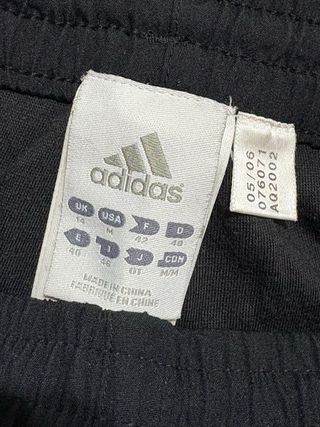 adidas
UK USA F D
14 M 42 40
E I J CDN
40 46 OT M/M
MADE IN CHINA
FABRIQUE EN CHINE
05/06
076071
AQ2002